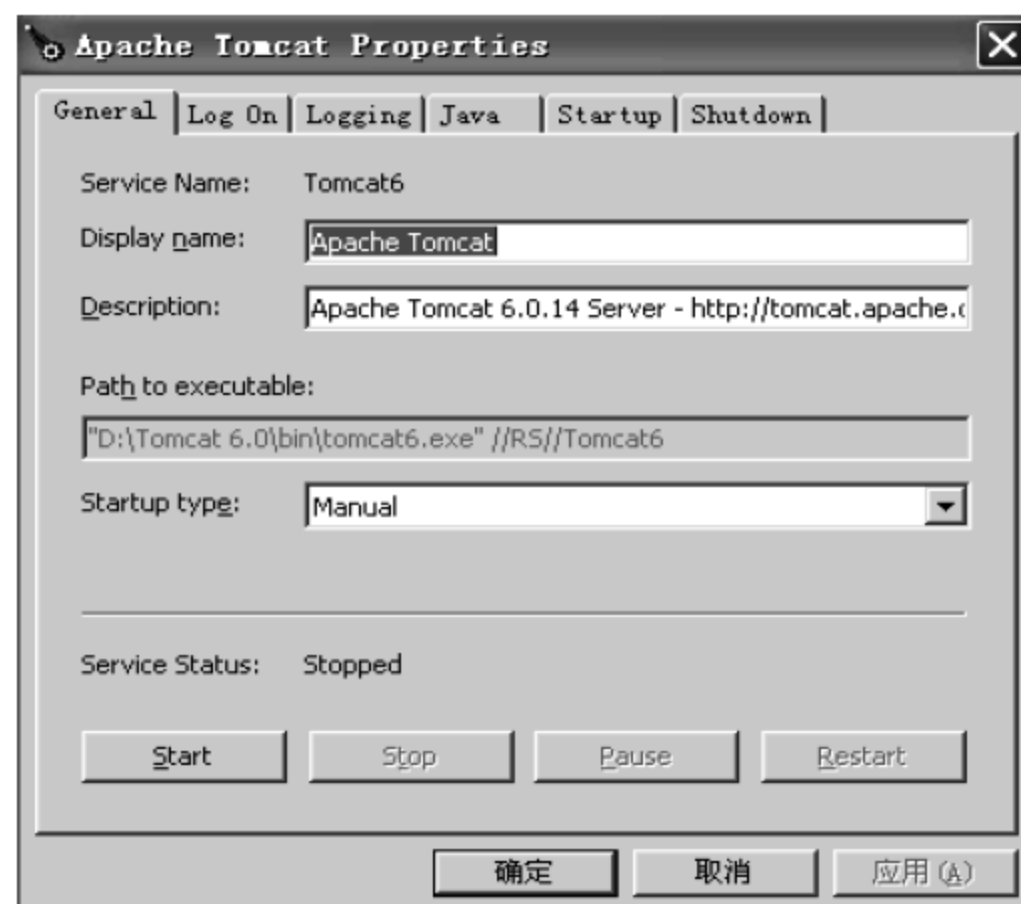 Apache Tomcat Properties
General Log On Logging Java Startup Shutdown
Service Name: Tomcat6
Display name: Apache Tomcat
Description: Apache Tomcat 6.0.14 Server - http://tomcat.apache.
Path to executable:
"D:\Tomcat 6.0\bin\tomcat6.exe" //RS//Tomcat6
Startup type: Manual
Service Status: Stopped
Start Stop Pause Restart
确定 取消 应用(A)